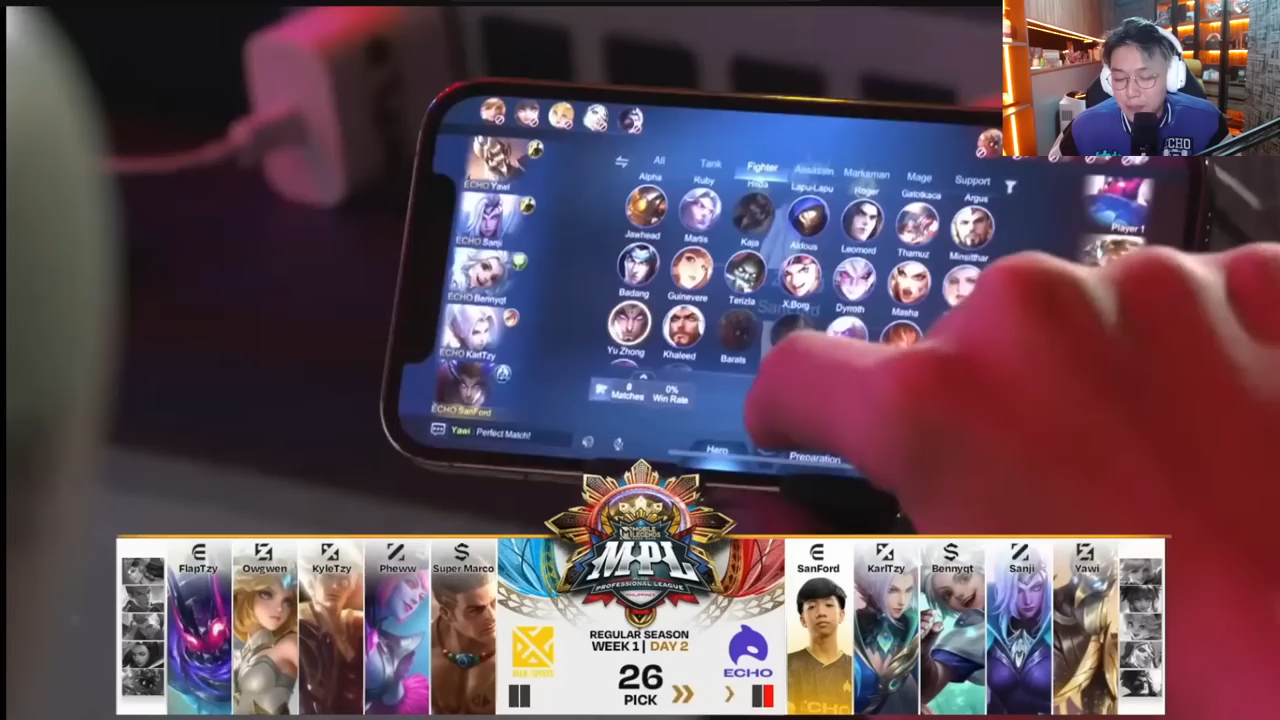 All Tank Fighter Assassin Marksman Mage Support
Alpha Ruby Hilda Lapu-Lapu Roger Gatotkaca Argus
Jawhead Martis Kaja Aldous Leomord Thamuz Minsitthar
Badang Guinevere Terizla X.Borg Dyrroth Masha
Yu Zhong Khaleed Barats
ECHO Yawi
ECHO Sanji
ECHO Bennyqt
ECHO KarlTzy
ECHO SanFord
Player 1
Matches
0%
Win Rate
Yawi : Perfect Match!
Hero
Preparation
ECHO
MOBILE
LEGENDS
MPL
PROFESSIONAL LEAGUE
PHILIPPINES
FlapTzy
Owgwen
KyleTzy
Pheww
Super Marco
REGULAR SEASON
WEEK 1 | DAY 2
26
PICK
ECHO
SanFord
KarlTzy
Bennyqt
Sanji
Yawi